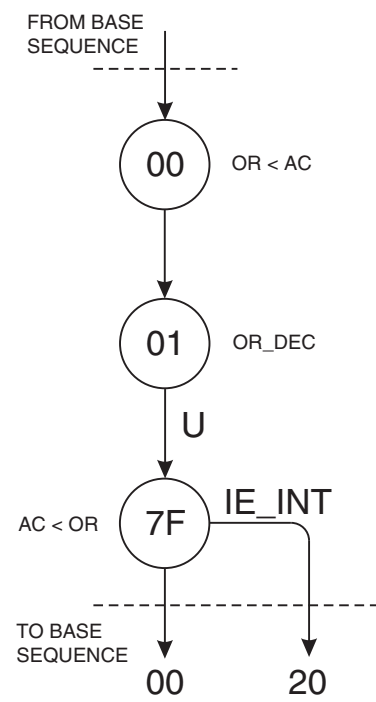 FROM BASE
SEQUENCE
00
OR < AC
01
OR_DEC
U
AC < OR
7F
IE_INT
TO BASE
SEQUENCE
00
20